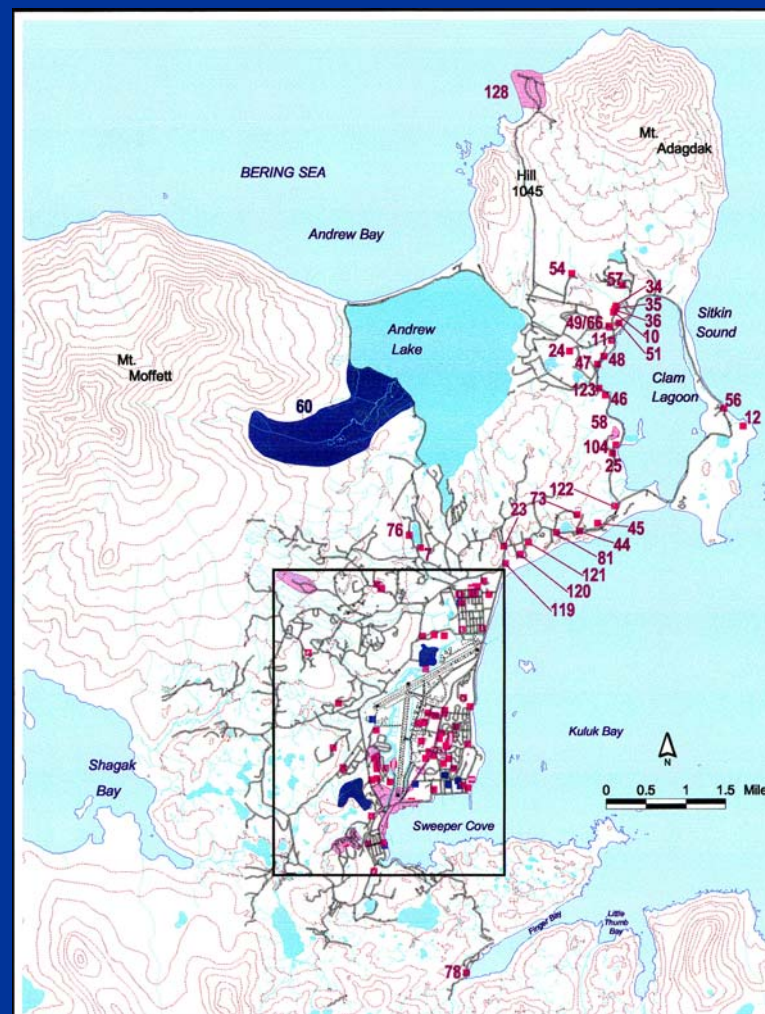 128
Mt.
Adagdak
BERING SEA
Hill
1045
Andrew Bay
54
57
34
35
36
10
51
Sitkin
Sound
49/66
11
Andrew
Lake
24
47
48
Clam
Lagoon
Mt.
Moffett
123
46
56
12
60
58
104
25
122
73
23
76
7
45
44
81
121
120
119
Kuluk Bay
N
Shagak
Bay
0 0.5 1 1.5 Mile
Sweeper Cove
Finger Bay
Little
Thumb
Bay
78